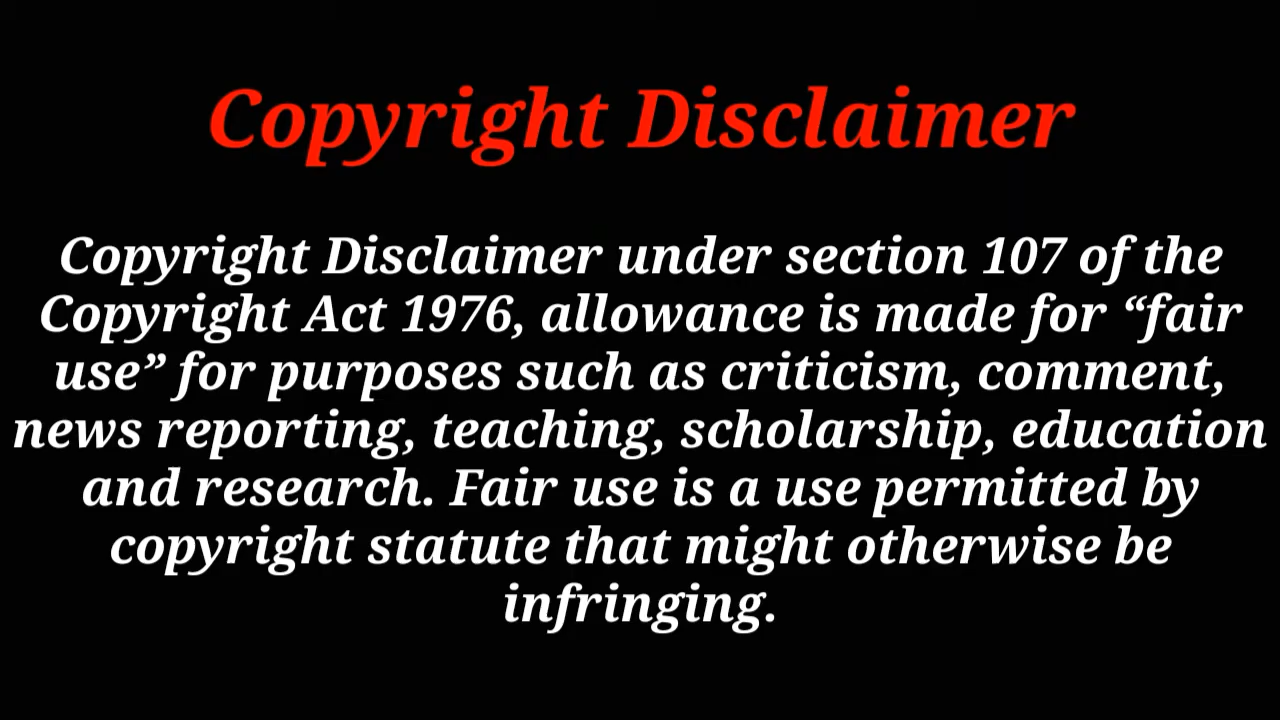 Copyright Disclaimer
Copyright Disclaimer under section 107 of the
Copyright Act 1976, allowance is made for “fair
use” for purposes such as criticism, comment,
news reporting, teaching, scholarship, education
and research. Fair use is a use permitted by
copyright statute that might otherwise be
infringing.